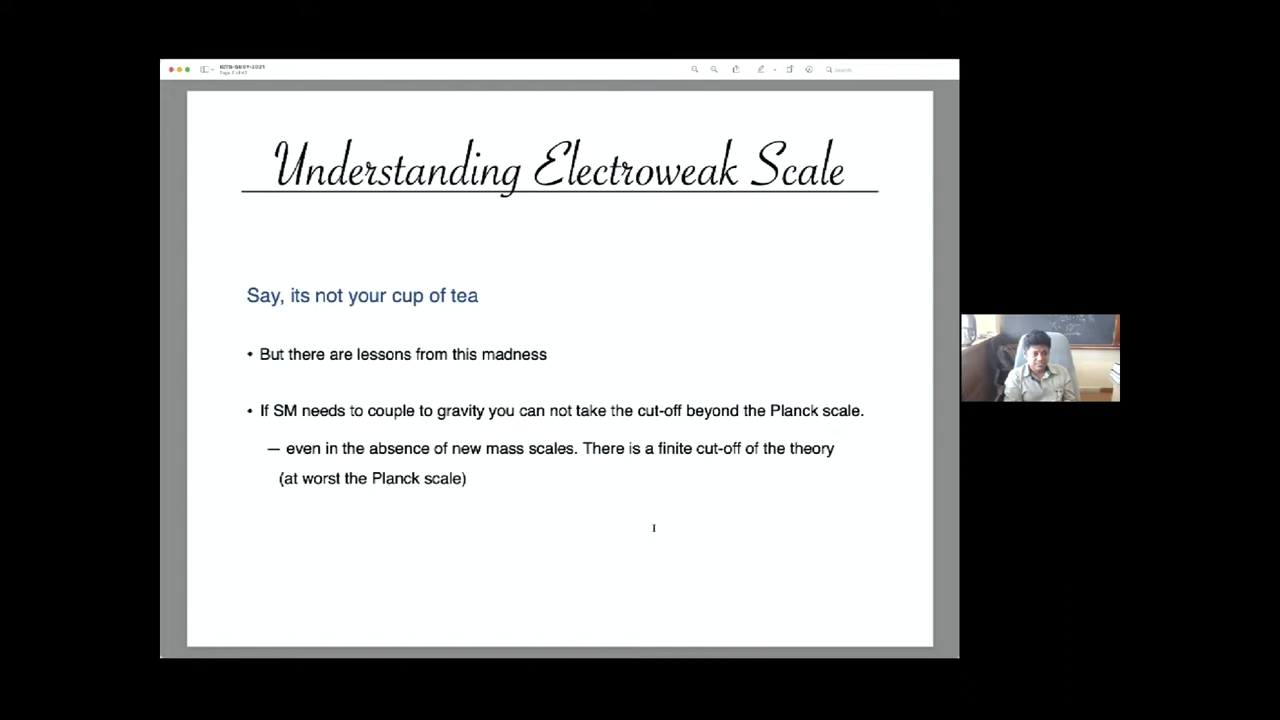 Understanding Electroweak Scale
Say, its not your cup of tea
• But there are lessons from this madness
• If SM needs to couple to gravity you can not take the cut-off beyond the Planck scale.
— even in the absence of new mass scales. There is a finite cut-off of the theory
(at worst the Planck scale)